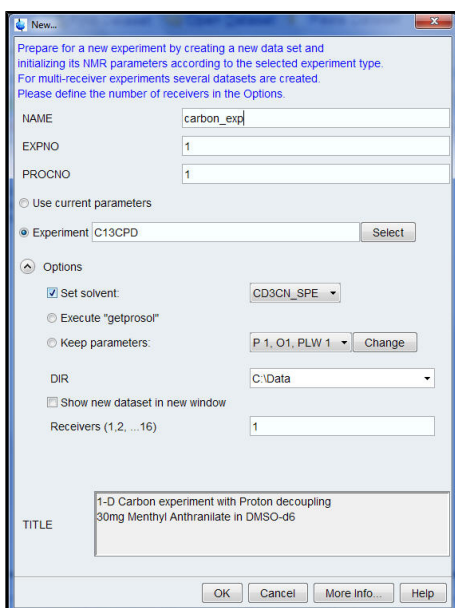 New...
Prepare for a new experiment by creating a new data set and
initializing its NMR parameters according to the selected experiment type.
For multi-receiver experiments several datasets are created.
Please define the number of receivers in the Options.
NAME carbon_exp
EXPNO 1
PROCNO 1
Use current parameters
Experiment C13CPD Select
Options
Set solvent: CD3CN_SPE
Execute "getprosol"
Keep parameters: P 1, O1, PLW 1 Change
DIR C:\Data
Show new dataset in new window
Receivers (1,2, ...16) 1
TITLE
1-D Carbon experiment with Proton decoupling
30mg Menthyl Anthranilate in DMSO-d6
OK Cancel More Info... Help